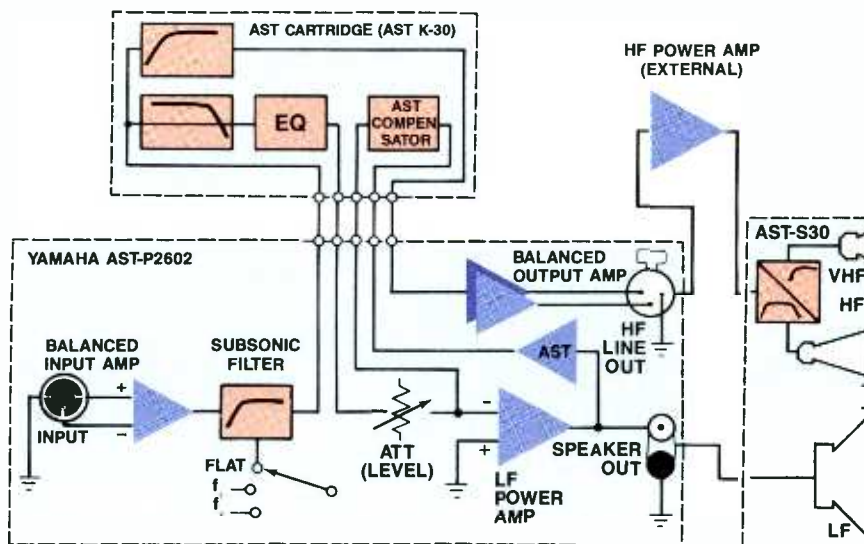 AST CARTRIDGE (AST K-30)
EQ
AST
COMPEN
SATOR
HF POWER AMP
(EXTERNAL)
AST-S30
VHF
HF
YAMAHA AST-P2602
BALANCED
OUTPUT AMP
BALANCED
INPUT AMP
SUBSONIC
FILTER
HF
LINE
OUT
AST
+
−
INPUT
−
+
ATT
(LEVEL)
SPEAKER
OUT
FLAT
f
f
LF
POWER
AMP
LF